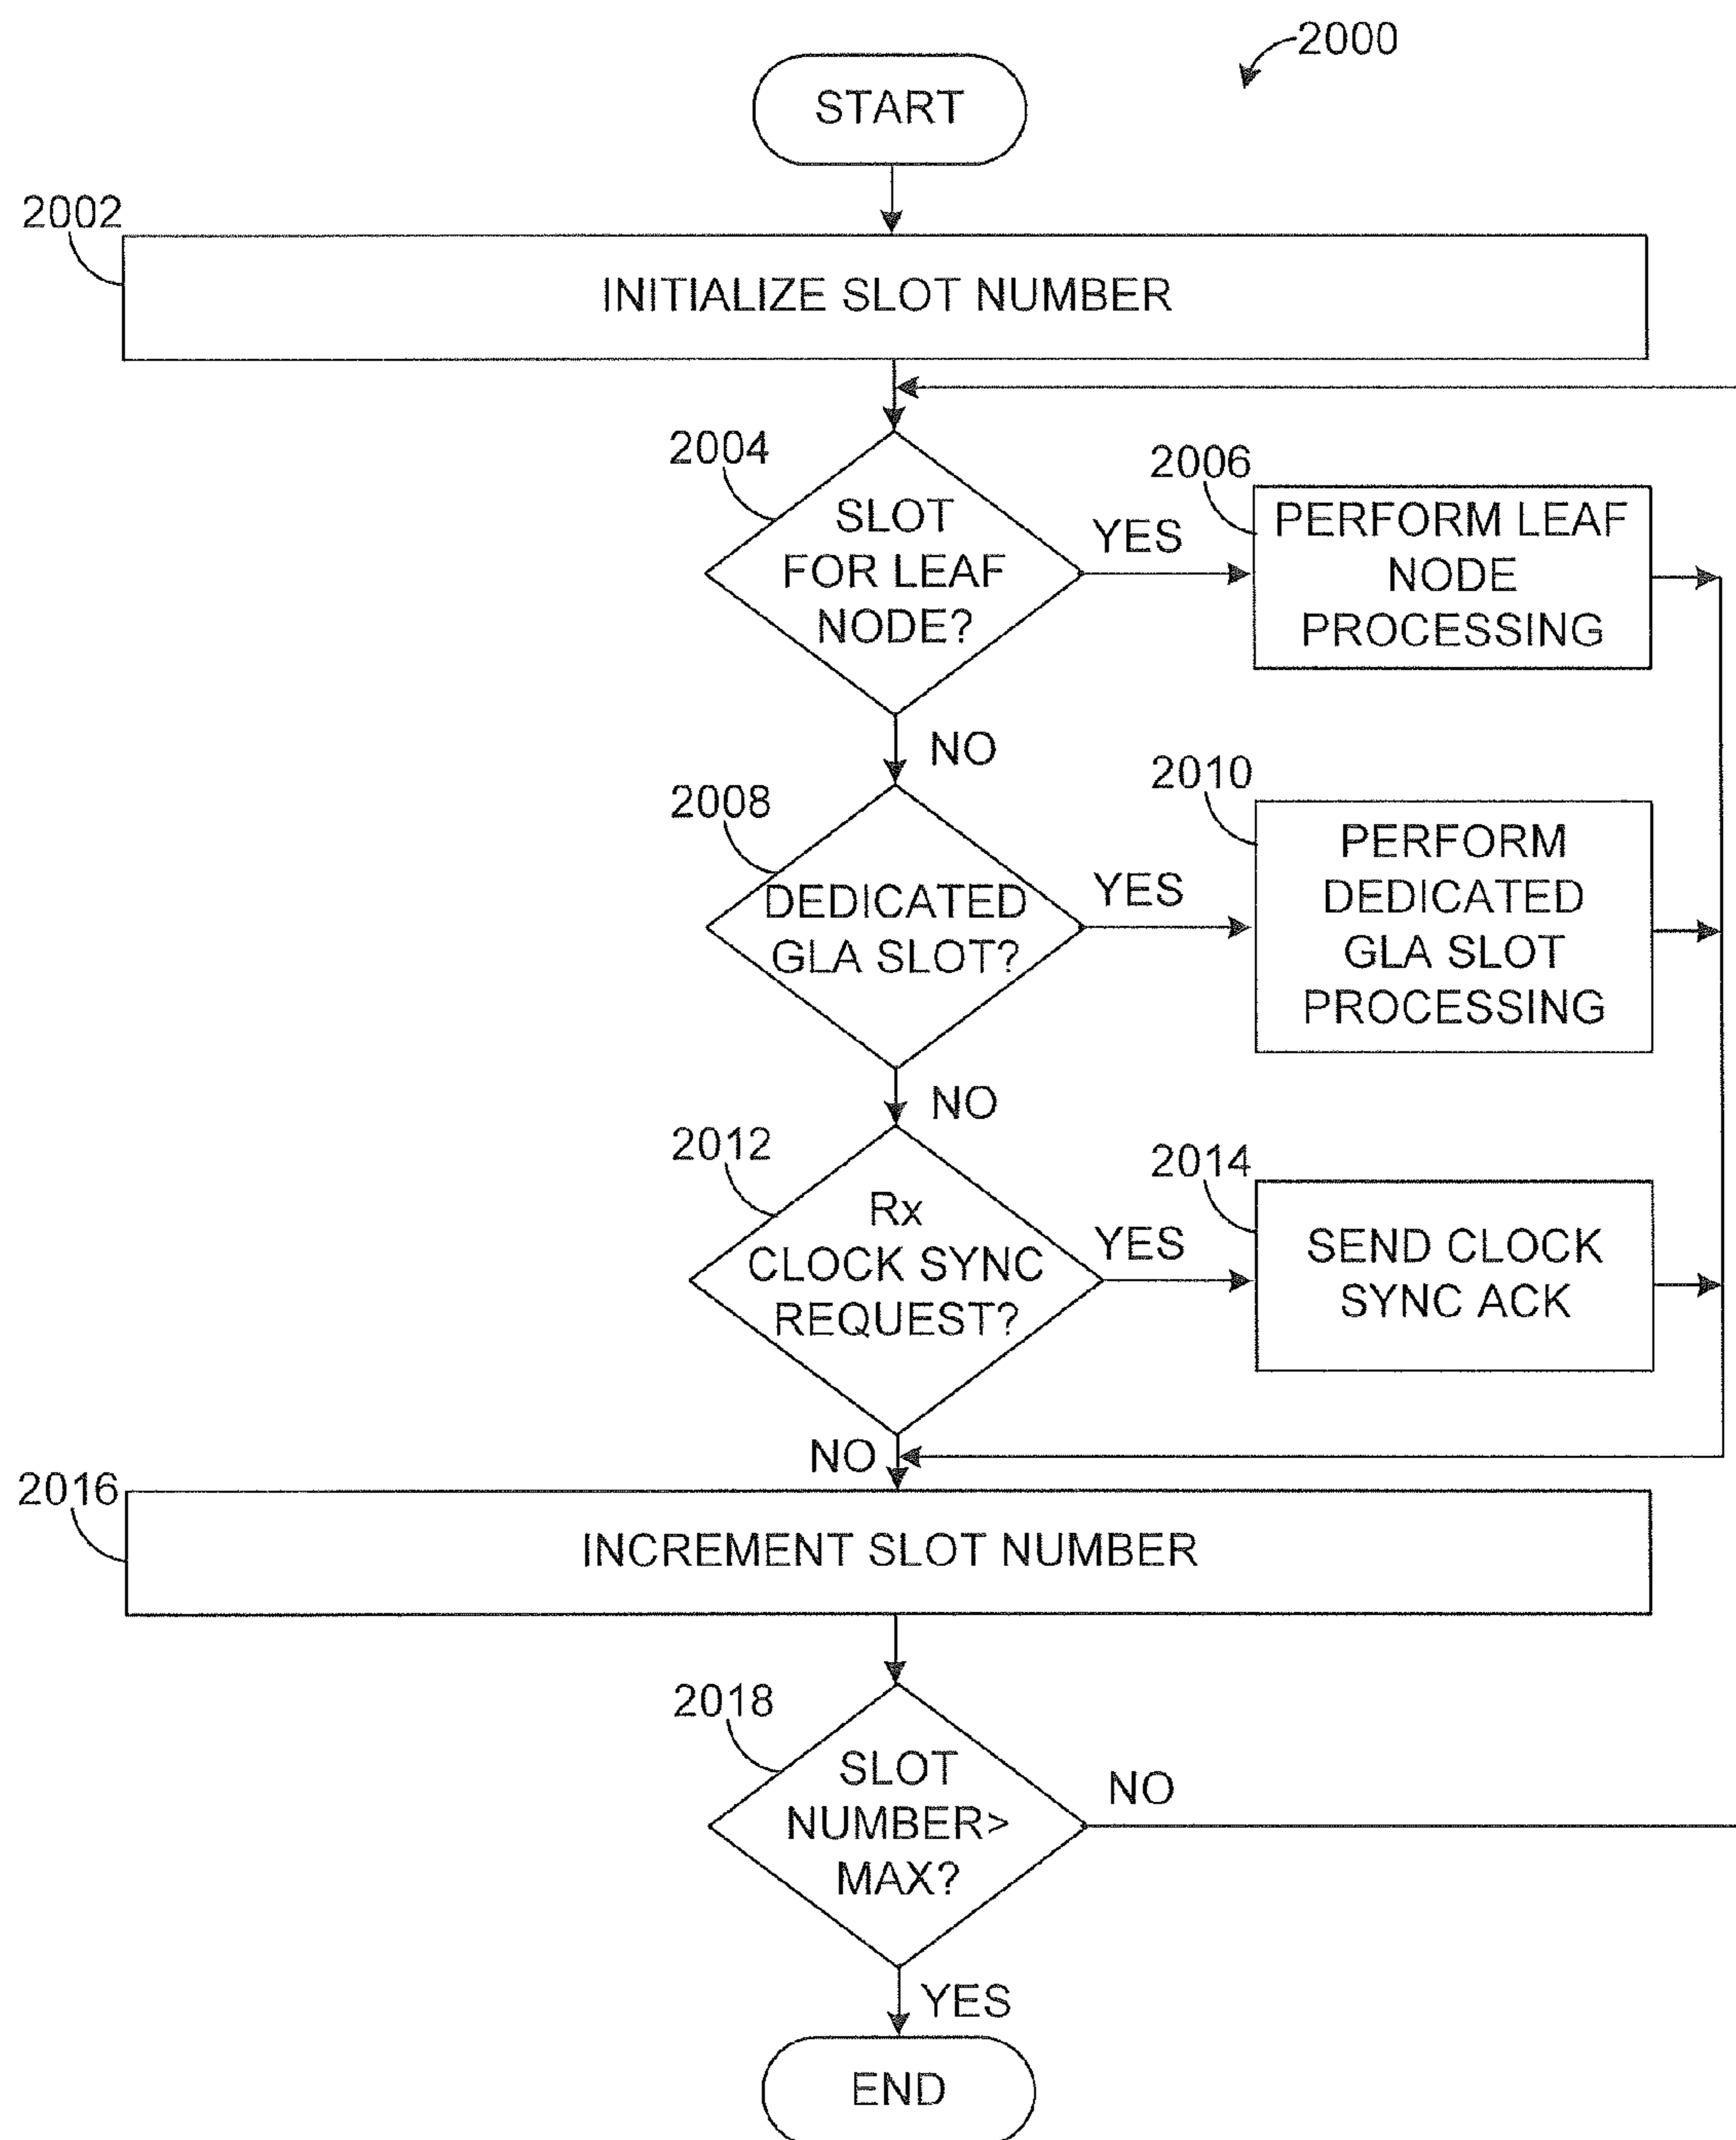 2000
START
2002
INITIALIZE SLOT NUMBER
2004
SLOT
FOR LEAF
NODE?
YES
2006
PERFORM LEAF
NODE
PROCESSING
NO
2008
DEDICATED
GLA SLOT?
YES
2010
PERFORM
DEDICATED
GLA SLOT
PROCESSING
NO
2012
Rx
CLOCK SYNC
REQUEST?
YES
2014
SEND CLOCK
SYNC ACK
NO
2016
INCREMENT SLOT NUMBER
2018
SLOT
NUMBER>
MAX?
NO
YES
END